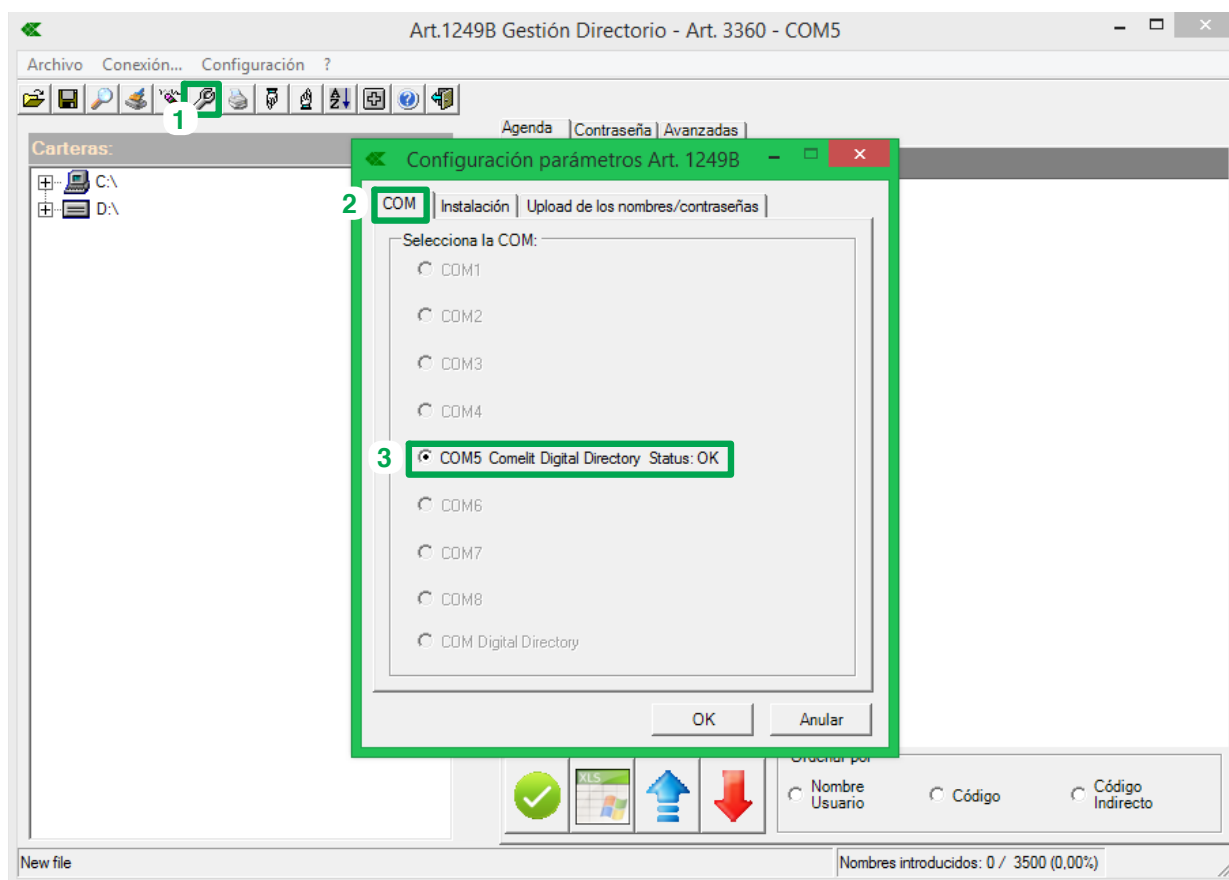 Art.1249B Gestión Directorio - Art. 3360 - COM5
Archivo Conexión... Configuración ?
1
Agenda Contraseña Avanzadas
Carteras:
C:\
D:\
Configuración parámetros Art. 1249B
2
COM Instalación Upload de los nombres/contraseñas
Selecciona la COM:
COM1
COM2
COM3
COM4
3
COM5 Comelit Digital Directory Status: OK
COM6
COM7
COM8
COM Digital Directory
OK Anular
Ordenar por
XLS
Nombre Usuario
Código
Código Indirecto
New file
Nombres introducidos: 0 / 3500 (0,00%)